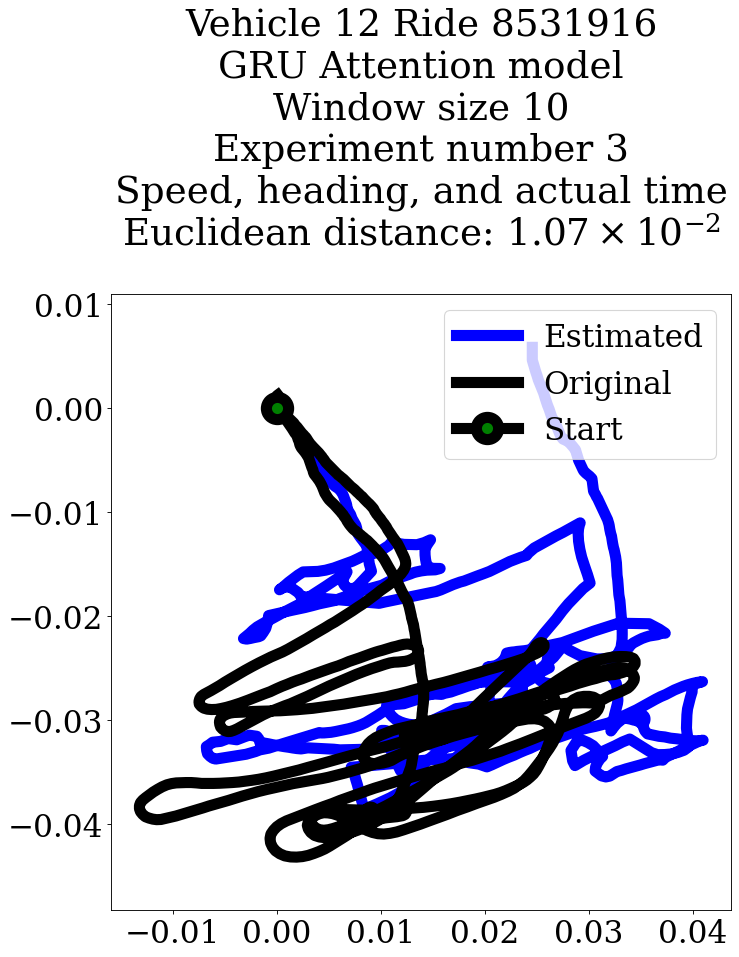 Vehicle 12 Ride 8531916
GRU Attention model
Window size 10
Experiment number 3
Speed, heading, and actual time
Euclidean distance: 1.07 × 10⁻²
Estimated
Original
Start
0.01
0.00
−0.01
−0.02
−0.03
−0.04
−0.01 0.00 0.01 0.02 0.03 0.04